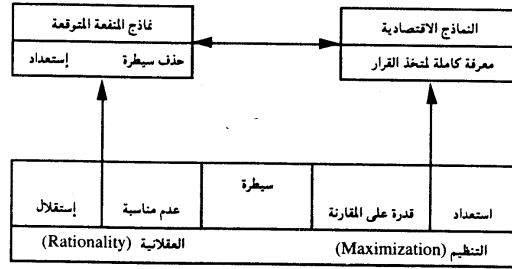 النماذج الاقتصادية
معرفة كاملة لمتخذ القرار
نماذج المنفعة المتوقعة
حذف سيطرة إستعداد
استعداد قدرة على المقارنة سيطرة عدم مناسبة إستقلال
التنظيم (Maximization) العقلانية (Rationality)